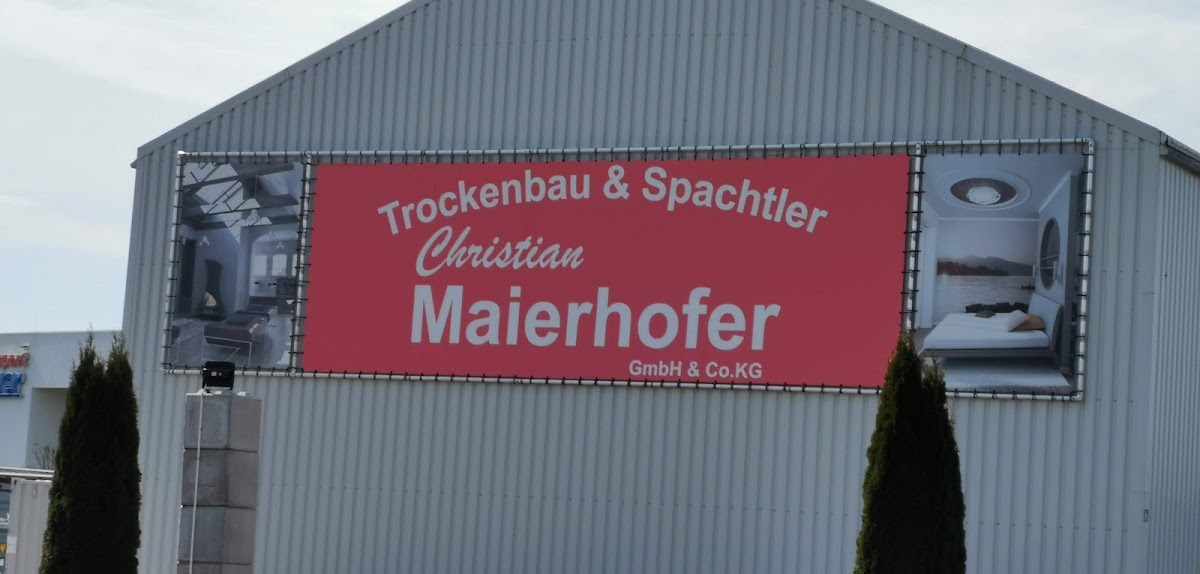 Trockenbau & Spachtler
Christian
Maierhofer
GmbH & Co.KG